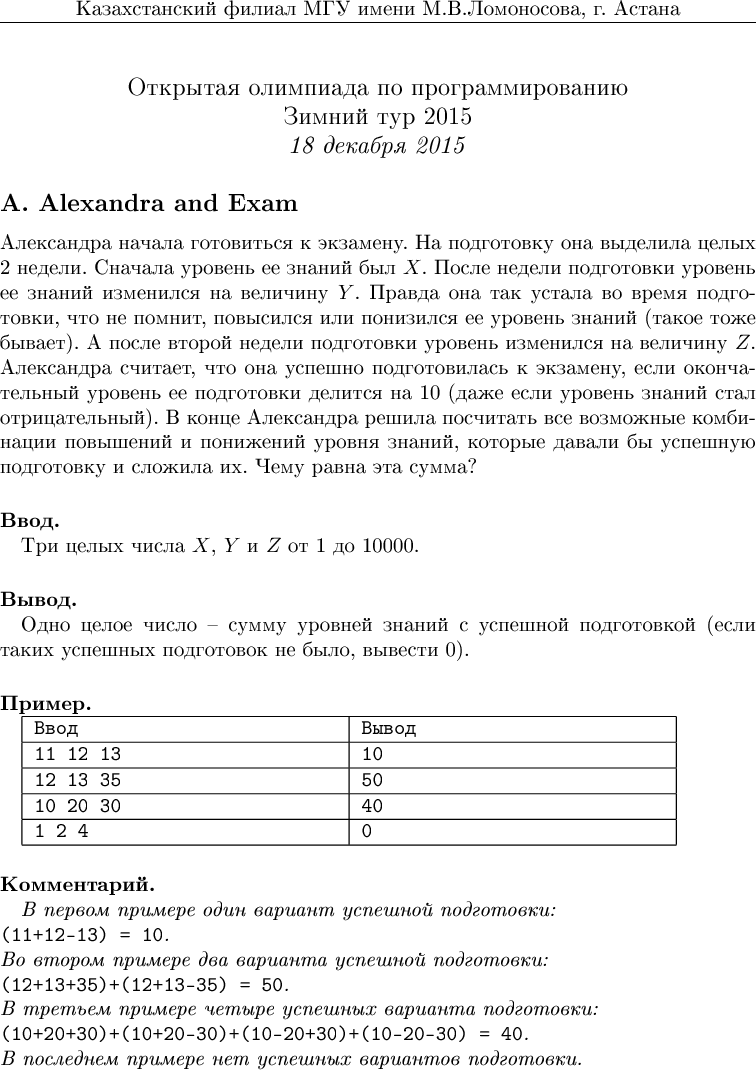 Казахстанский филиал МГУ имени М.В.Ломоносова, г. Астана
Открытая олимпиада по программированию
Зимний тур 2015
18 декабря 2015
A. Alexandra and Exam
Александра начала готовиться к экзамену. На подготовку она выделила целых
2 недели. Сначала уровень ее знаний был X. После недели подготовки уровень
ее знаний изменился на величину Y. Правда она так устала во время подго-
товки, что не помнит, повысился или понизился ее уровень знаний (такое тоже
бывает). А после второй недели подготовки уровень изменился на величину Z.
Александра считает, что она успешно подготовилась к экзамену, если оконча-
тельный уровень ее подготовки делится на 10 (даже если уровень знаний стал
отрицательный). В конце Александра решила посчитать все возможные комби-
нации повышений и понижений уровня знаний, которые давали бы успешную
подготовку и сложила их. Чему равна эта сумма?
Ввод.
Три целых числа X, Y и Z от 1 до 10000.
Вывод.
Одно целое число – сумму уровней знаний с успешной подготовкой (если
таких успешных подготовок не было, вывести 0).
Пример.
Ввод Вывод
11 12 13 10
12 13 35 50
10 20 30 40
1 2 4 0
Комментарий.
В первом примере один вариант успешной подготовки:
(11+12-13) = 10.
Во втором примере два варианта успешной подготовки:
(12+13+35)+(12+13-35) = 50.
В третьем примере четыре успешных варианта подготовки:
(10+20+30)+(10+20-30)+(10-20+30)+(10-20-30) = 40.
В последнем примере нет успешных вариантов подготовки.